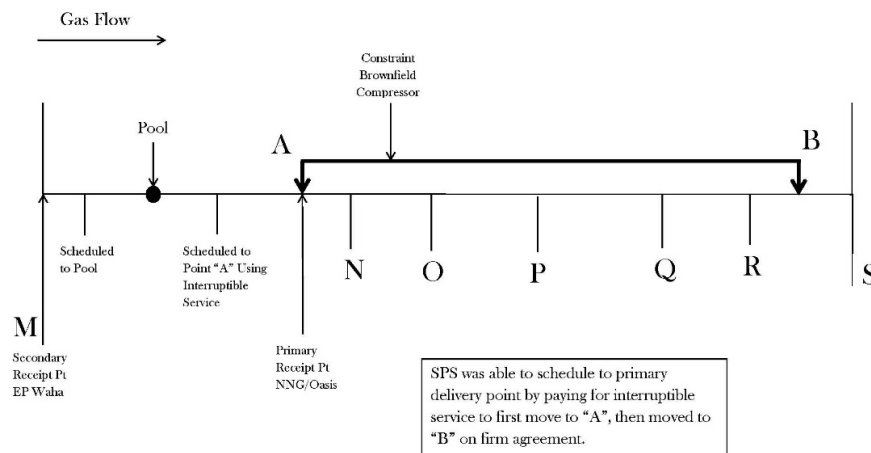 Gas Flow
Constraint
Brownfield
Compressor
Pool
A
B
Scheduled
to Pool
Scheduled to
Point “A” Using
Interruptible
Service
N
O
P
Q
R
S
M
Secondary
Receipt Pt
EP Waha
Primary
Receipt Pt
NNG/Oasis
SPS was able to schedule to primary
delivery point by paying for interruptible
service to first move to “A”, then moved to
“B” on firm agreement.